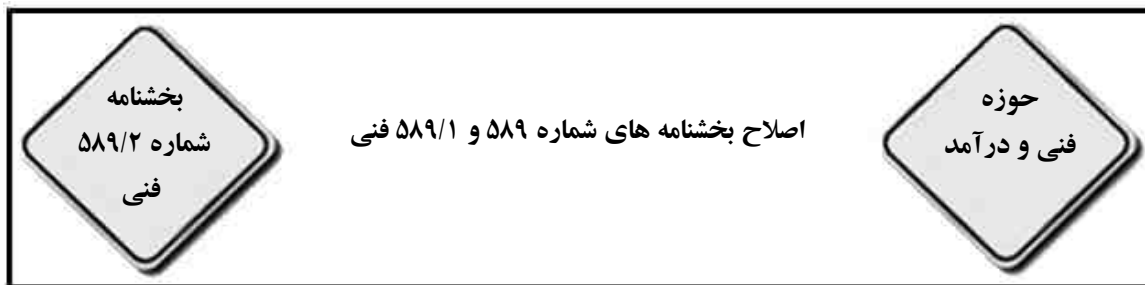 حوزه
فنی و درآمد
اصلاح بخشنامه های شماره ۵۸۹ و ۵۸۹/۱ فنی
بخشنامه
شماره ۵۸۹/۲
فنی